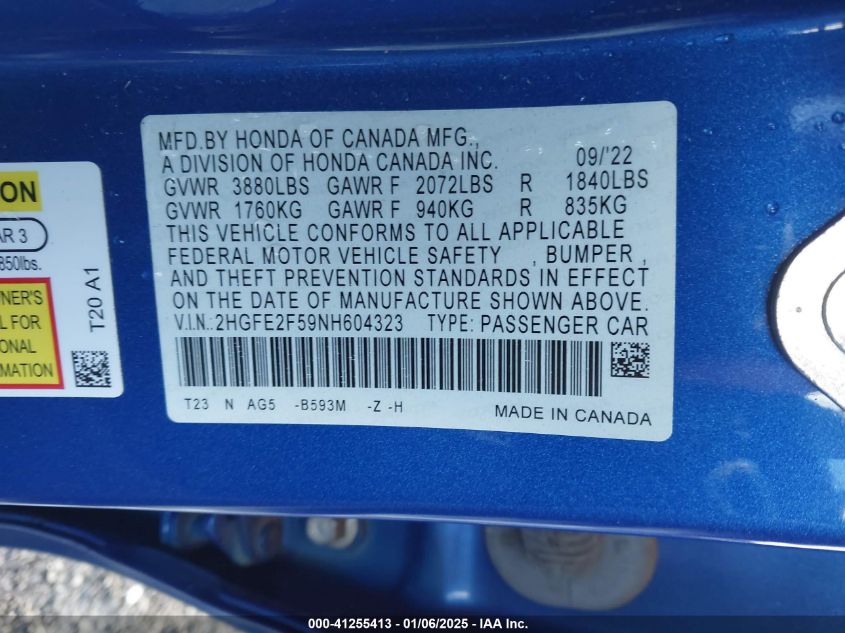 MFD.BY HONDA OF CANADA MFG.,
A DIVISION OF HONDA CANADA INC. 09/'22
GVWR 3880LBS GAWR F 2072LBS R 1840LBS
GVWR 1760KG GAWR F 940KG R 835KG
THIS VEHICLE CONFORMS TO ALL APPLICABLE
FEDERAL MOTOR VEHICLE SAFETY , BUMPER ,
AND THEFT PREVENTION STANDARDS IN EFFECT
ON THE DATE OF MANUFACTURE SHOWN ABOVE.
V.I.N.:2HGFE2F59NH604323 TYPE: PASSENGER CAR
T23 N AG5 -B593M -Z -H MADE IN CANADA
ON
AR 3
850lbs.
NER'S
L FOR
ONAL
MATION
T20 A1
000-41255413 - 01/06/2025 - IAA Inc.